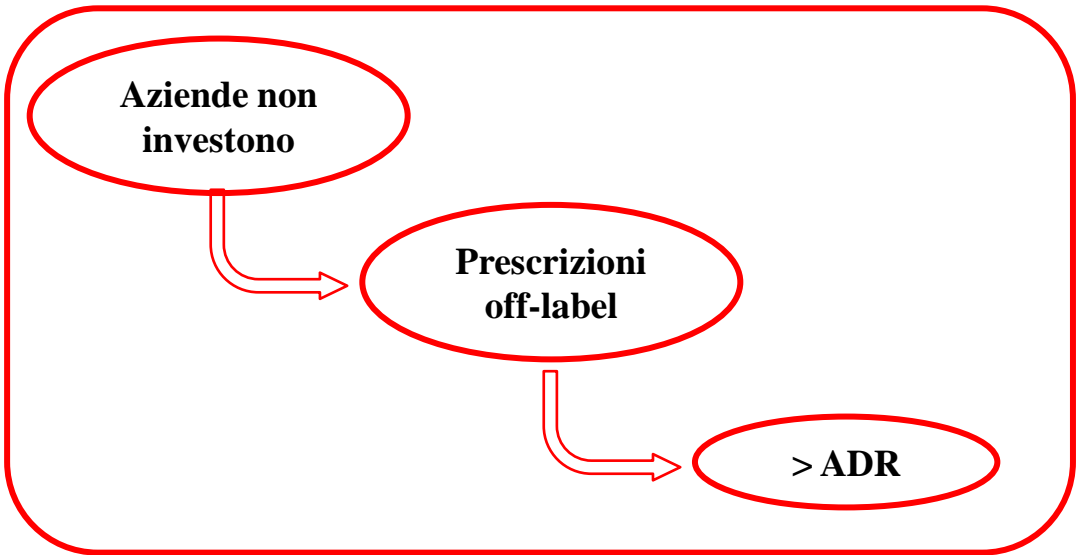 Aziende non
investono
Prescrizioni
off-label
> ADR